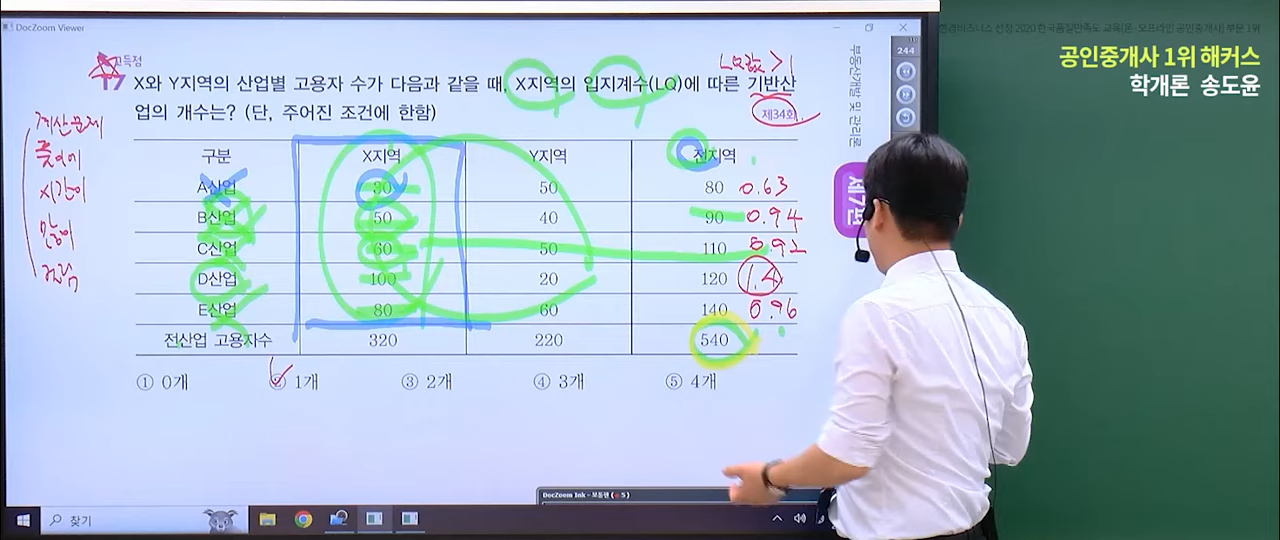 DocZoom Viewer
한경비즈니스 선정 2020 한국품질만족도 교육(온·오프라인 공인중개사) 부문 1위
공인중개사 1위 해커스
학개론 송도윤
244
부동산개발 및 관리론
제7편
고득점
LQ값 > 1
17 X와 Y지역의 산업별 고용자 수가 다음과 같을 때, X지역의 입지계수(LQ)에 따른 기반산
업의 개수는? (단, 주어진 조건에 한함)
제34회
계산문제
중에
시간이
많이
걸림
구분 X지역 Y지역 전지역
A산업 30 50 80 0.63
B산업 50 40 90 0.94
C산업 60 50 110 0.92
D산업 100 20 120 1.4
E산업 80 60 140 0.96
전산업 고용자수 320 220 540
① 0개 ② 1개 ③ 2개 ④ 3개 ⑤ 4개
DocZoom Ink - 보통펜 ( 5 )
찾기